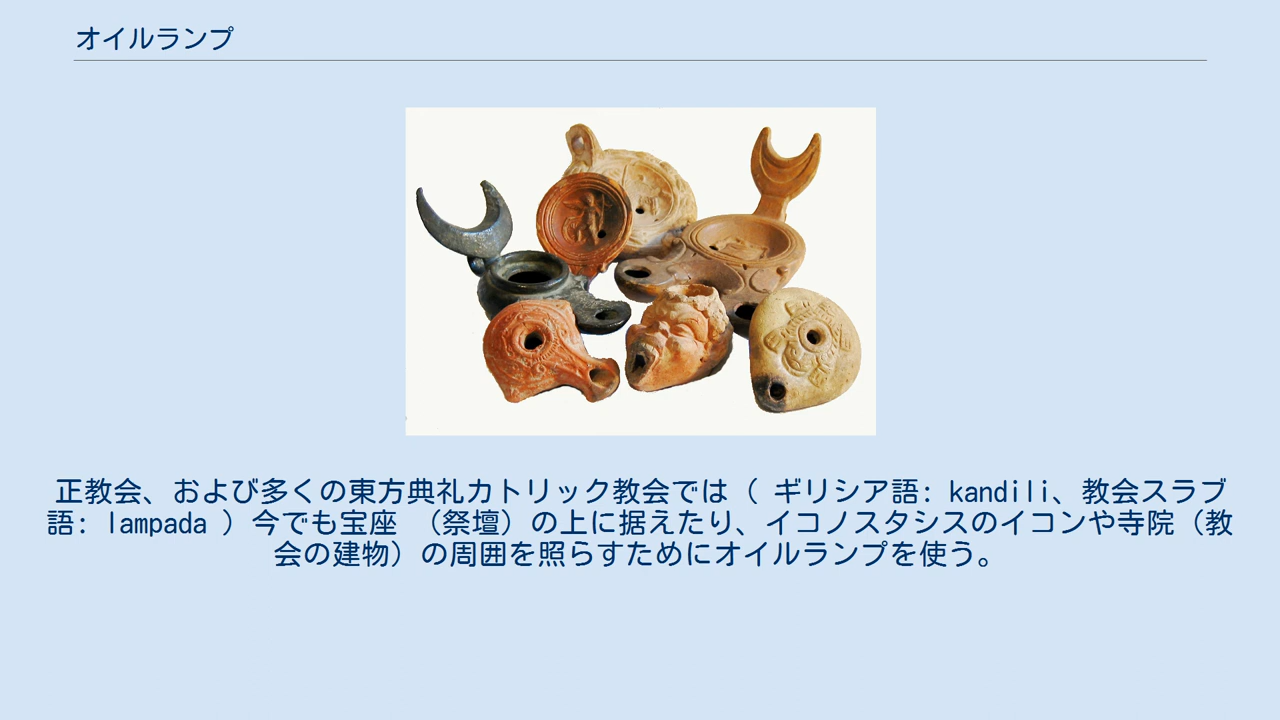 オイルランプ
正教会、および多くの東方典礼カトリック教会では（ ギリシア語: kandili、教会スラブ
語: lampada ）今でも宝座 （祭壇）の上に据えたり、イコノスタシスのイコンや寺院（教
会の建物）の周囲を照らすためにオイルランプを使う。